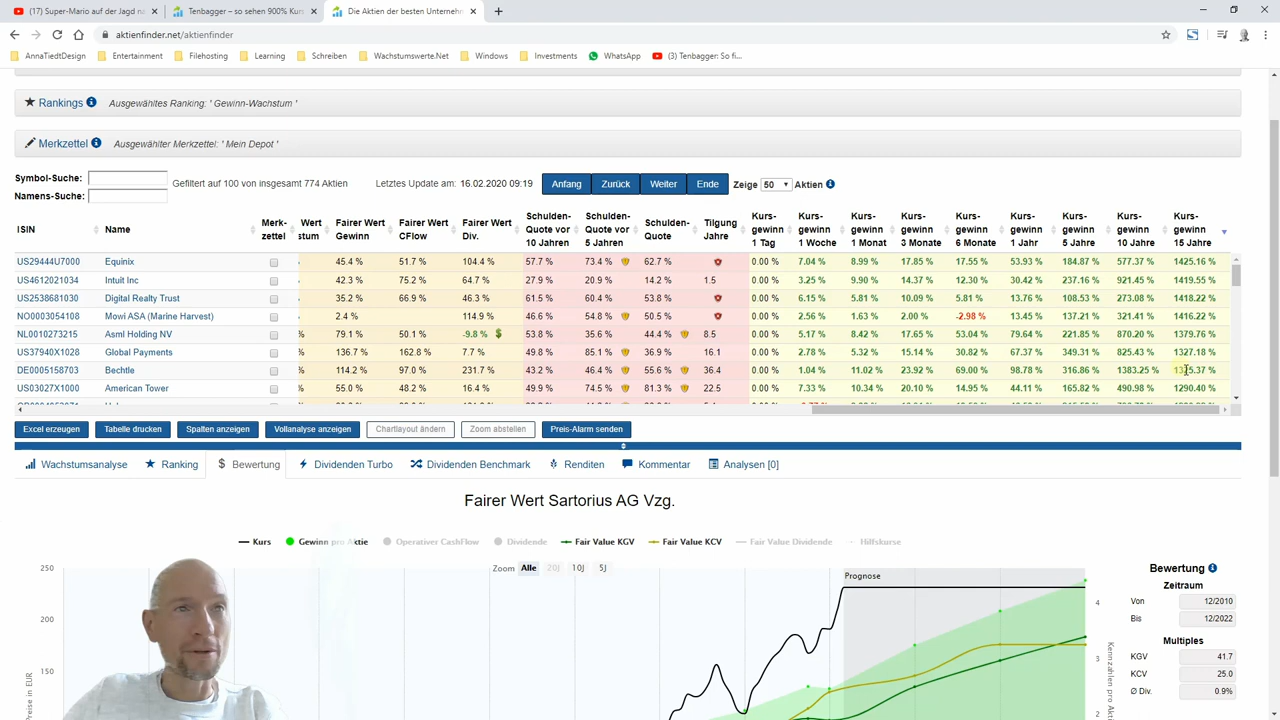 (17) Super-Mario auf der Jagd na
Tenbagger – so sehen 900% Kurs
Die Aktien der besten Unternehm
aktienfinder.net/aktienfinder
AnnaTiedtDesign Entertainment Filehosting Learning Schreiben Wachstumswerte.Net Windows Investments WhatsApp (3) Tenbagger: So fi...
Rankings Ausgewähltes Ranking: ' Gewinn-Wachstum '
Merkzettel Ausgewählter Merkzettel: ' Mein Depot '
Symbol-Suche:
Namens-Suche:
Gefiltert auf 100 von insgesamt 774 Aktien Letztes Update am: 16.02.2020 09:19 Anfang Zurück Weiter Ende Zeige 50 Aktien
ISIN Name Merk-zettel Wert stum Fairer Wert Gewinn Fairer Wert CFlow Fairer Wert Div. Schulden-Quote vor 10 Jahren Schulden-Quote vor 5 Jahren Schulden-Quote Tilgung Jahre Kurs-gewinn 1 Tag Kurs-gewinn 1 Woche Kurs-gewinn 1 Monat Kurs-gewinn 3 Monate Kurs-gewinn 6 Monate Kurs-gewinn 1 Jahr Kurs-gewinn 5 Jahre Kurs-gewinn 10 Jahre Kurs-gewinn 15 Jahre
US29444U7000 Equinix 45.4 % 51.7 % 104.4 % 57.7 % 73.4 % 62.7 % 0.00 % 7.04 % 8.99 % 17.85 % 17.55 % 53.93 % 184.87 % 577.37 % 1425.16 %
US4612021034 Intuit Inc 42.3 % 75.2 % 64.7 % 27.9 % 20.9 % 14.2 % 1.5 0.00 % 3.25 % 9.90 % 14.37 % 12.30 % 30.42 % 237.16 % 921.45 % 1419.55 %
US2538681030 Digital Realty Trust 35.2 % 66.9 % 46.3 % 61.5 % 60.4 % 53.8 % 0.00 % 6.15 % 5.81 % 10.09 % 5.81 % 13.76 % 108.53 % 273.08 % 1418.22 %
NO0003054108 Mowi ASA (Marine Harvest) 2.4 % 114.9 % 46.6 % 54.8 % 50.5 % 0.00 % 2.56 % 1.63 % 2.00 % -2.98 % 13.45 % 137.21 % 321.41 % 1416.22 %
NL0010273215 Asml Holding NV 79.1 % 50.1 % -9.8 % 53.8 % 35.6 % 44.4 % 8.5 0.00 % 5.17 % 8.42 % 17.65 % 53.04 % 79.64 % 221.85 % 870.20 % 1379.76 %
US37940X1028 Global Payments 136.7 % 162.8 % 7.7 % 49.8 % 85.1 % 36.9 % 16.1 0.00 % 2.78 % 5.32 % 15.14 % 30.82 % 67.37 % 349.31 % 825.43 % 1327.18 %
DE0005158703 Bechtle 114.2 % 97.0 % 231.7 % 43.2 % 46.4 % 55.6 % 36.4 0.00 % 1.04 % 11.02 % 23.92 % 69.00 % 98.78 % 316.86 % 1383.25 %
US03027X1000 American Tower 55.0 % 48.2 % 16.4 % 49.9 % 74.5 % 81.3 % 22.5 0.00 % 7.33 % 10.34 % 20.10 % 14.95 % 44.11 % 165.82 % 490.98 % 1290.40 %
Excel erzeugen Tabelle drucken Spalten anzeigen Vollanalyse anzeigen Chartlayout ändern Zoom abstellen Preis-Alarm senden
Wachstumsanalyse Ranking Bewertung Dividenden Turbo Dividenden Benchmark Renditen Kommentar Analysen [0]
Fairer Wert Sartorius AG Vzg.
Kurs Gewinn pro Aktie Operativer CashFlow Dividende Fair Value KGV Fair Value KCV Fair Value Dividende Hilfskurse
Zoom Alle 20J 10J 5J
Prognose
250
200
150
Preise in EUR
4
3
2
Kennzahlen pro Akti
Bewertung
Zeitraum
Von 12/2010
Bis 12/2022
Multiples
KGV 41.7
KCV 25.0
Ø Div. 0.9%